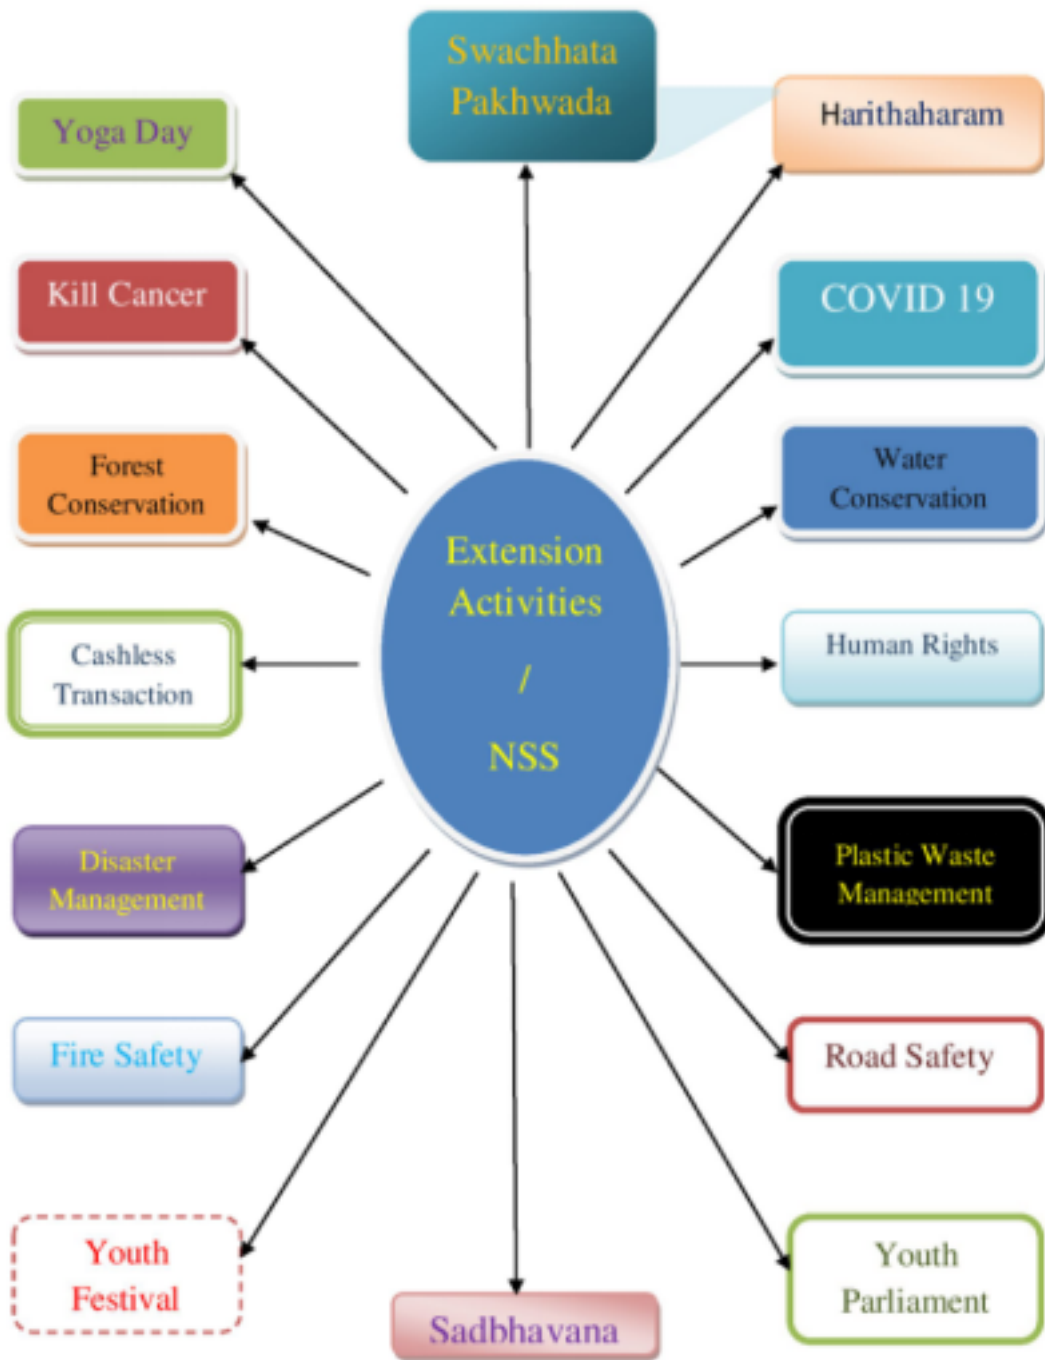 Swachhata
Pakhwada
Yoga Day
Harithaharam
Kill Cancer
COVID 19
Forest
Conservation
Water
Conservation
Extension
Activities
/
NSS
Cashless
Transaction
Human Rights
Disaster
Management
Plastic Waste
Management
Fire Safety
Road Safety
Youth
Festival
Youth
Parliament
Sadbhavana